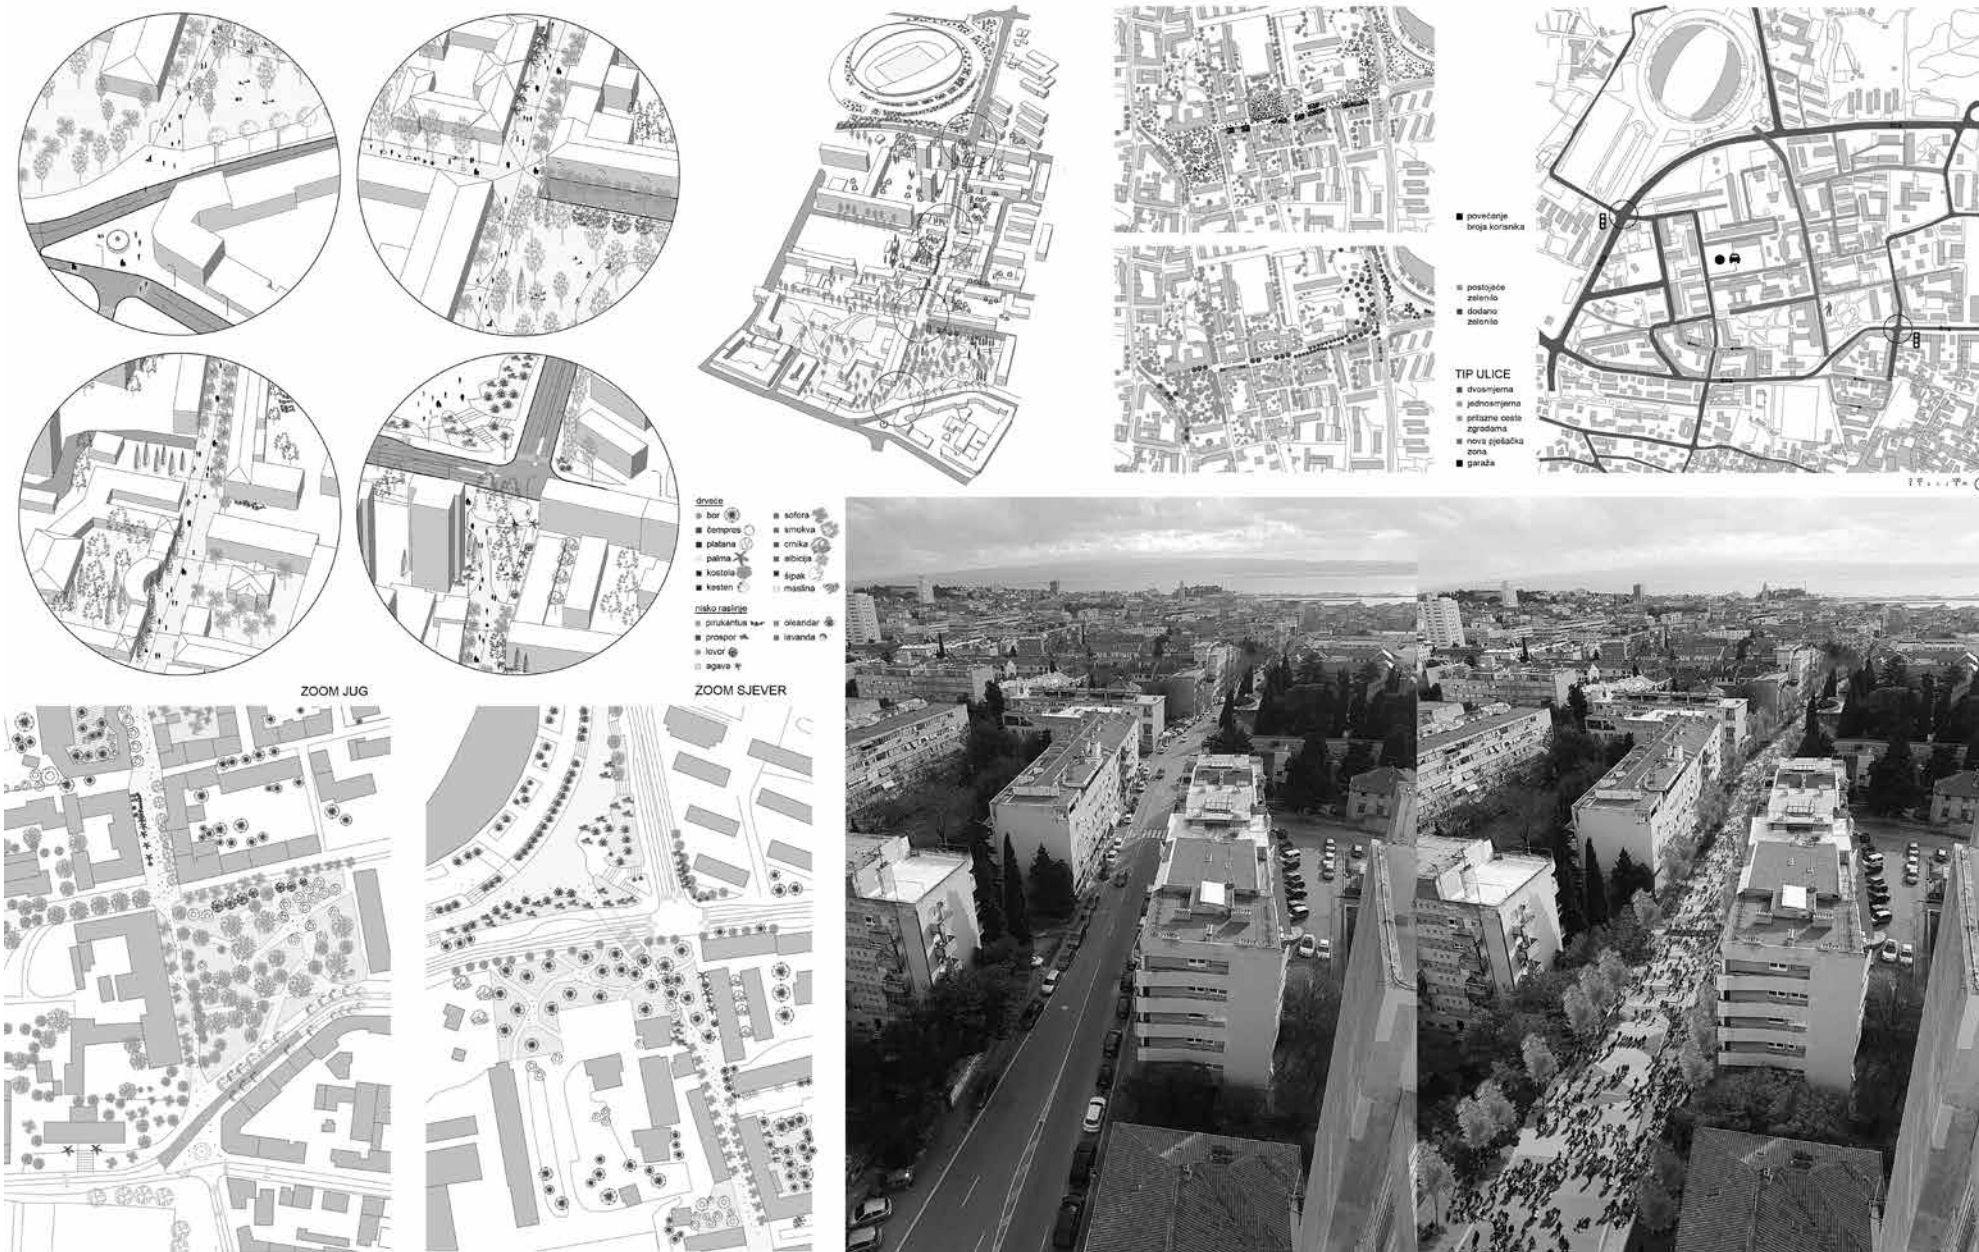 povećanje
broja korisnika
postojeće
zelenilo
dodano
zelenilo
TIP ULICE
dvosmjerna
jednosmjerna
prilazne ceste
zgradama
nova pješačka
zona
garaža
drveće
bor
čempres
platana
palma
kostela
kesten
sofora
smokva
crnika
albicija
šipak
maslina
nisko raslinje
pirukantus
prospor
lovor
agava
oleandar
lavanda
ZOOM JUG
ZOOM SJEVER